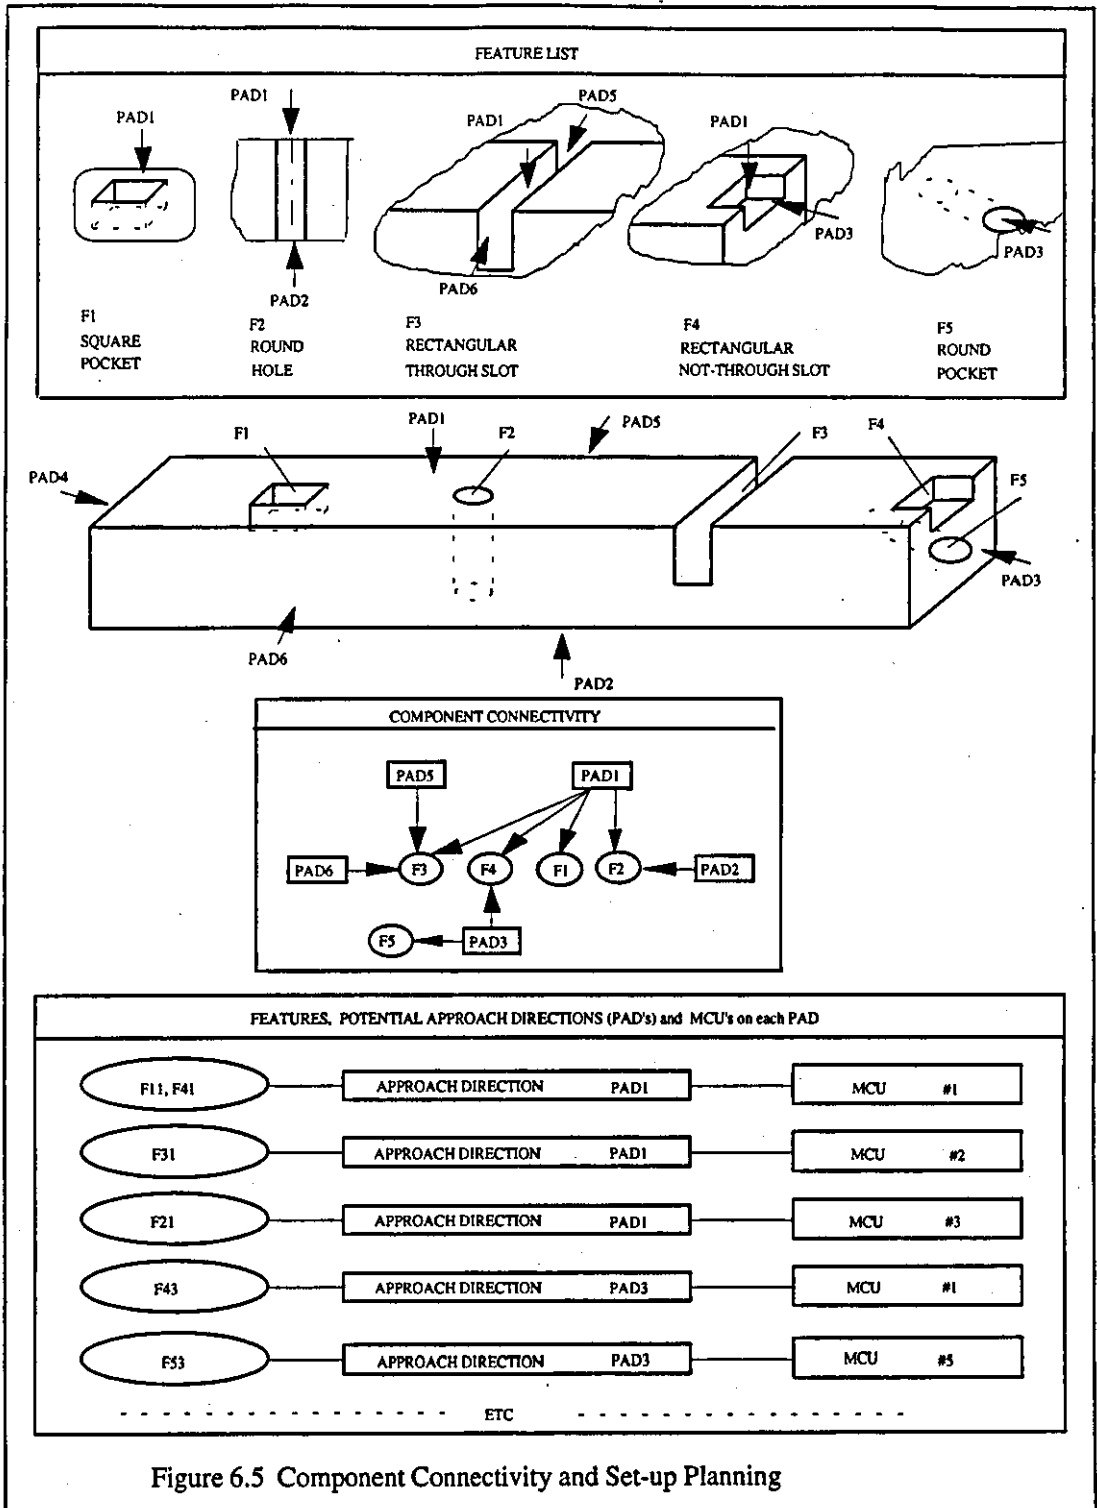 FEATURE LIST
PAD1
PAD1
PAD1
PAD5
PAD1
PAD2
PAD6
PAD3
PAD3
F1
SQUARE
POCKET
F2
ROUND
HOLE
F3
RECTANGULAR
THROUGH SLOT
F4
RECTANGULAR
NOT-THROUGH SLOT
F5
ROUND
POCKET
PAD4
F1
PAD1
F2
PAD5
F3
F4
F5
PAD3
PAD6
PAD2
COMPONENT CONNECTIVITY
PAD5
PAD1
PAD6
F3
F4
F1
F2
PAD2
F5
PAD3
FEATURES, POTENTIAL APPROACH DIRECTIONS (PAD's) and MCU's on each PAD
F11, F41 APPROACH DIRECTION PAD1 MCU #1
F31 APPROACH DIRECTION PAD1 MCU #2
F21 APPROACH DIRECTION PAD1 MCU #3
F43 APPROACH DIRECTION PAD3 MCU #1
F53 APPROACH DIRECTION PAD3 MCU #5
ETC
Figure 6.5 Component Connectivity and Set-up Planning